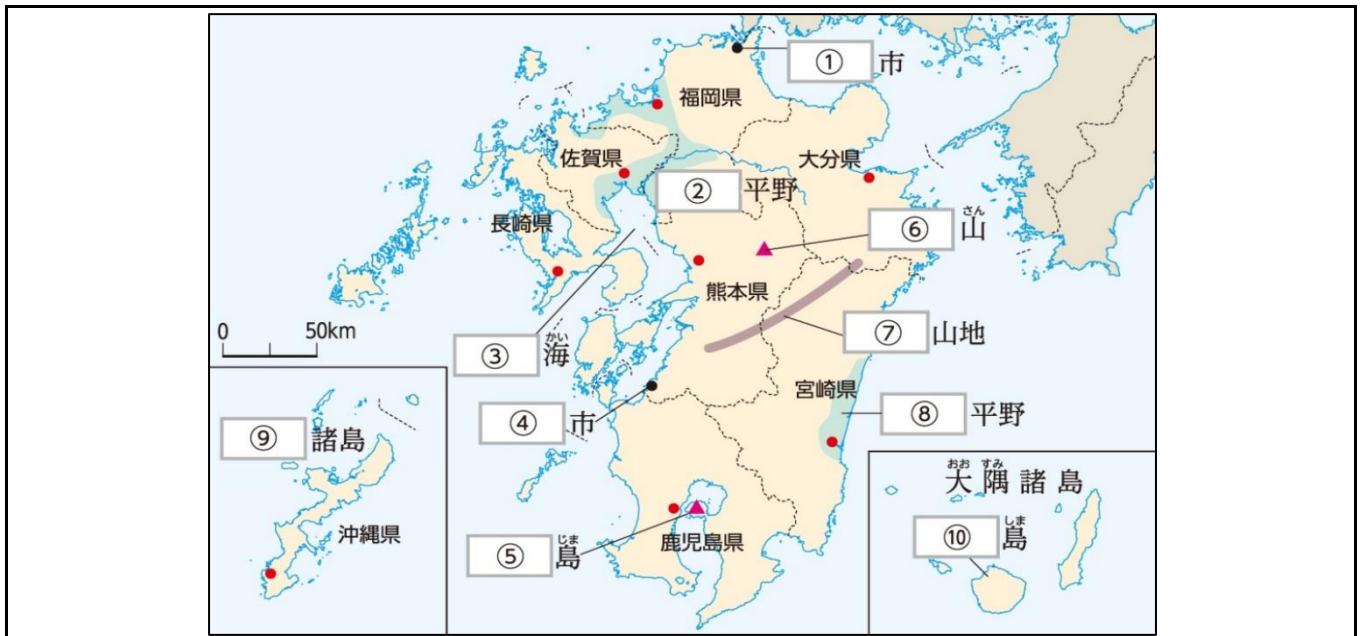 ① 市
福岡県
佐賀県
大分県
② 平野
長崎県
⑥ 山
さん
熊本県
0 50km
⑦ 山地
③ 海
かい
宮崎県
④ 市
⑧ 平野
⑨ 諸島
大隅諸島
おお すみ
沖縄県
⑤ 島
じま
鹿児島県
⑩ 島
しま